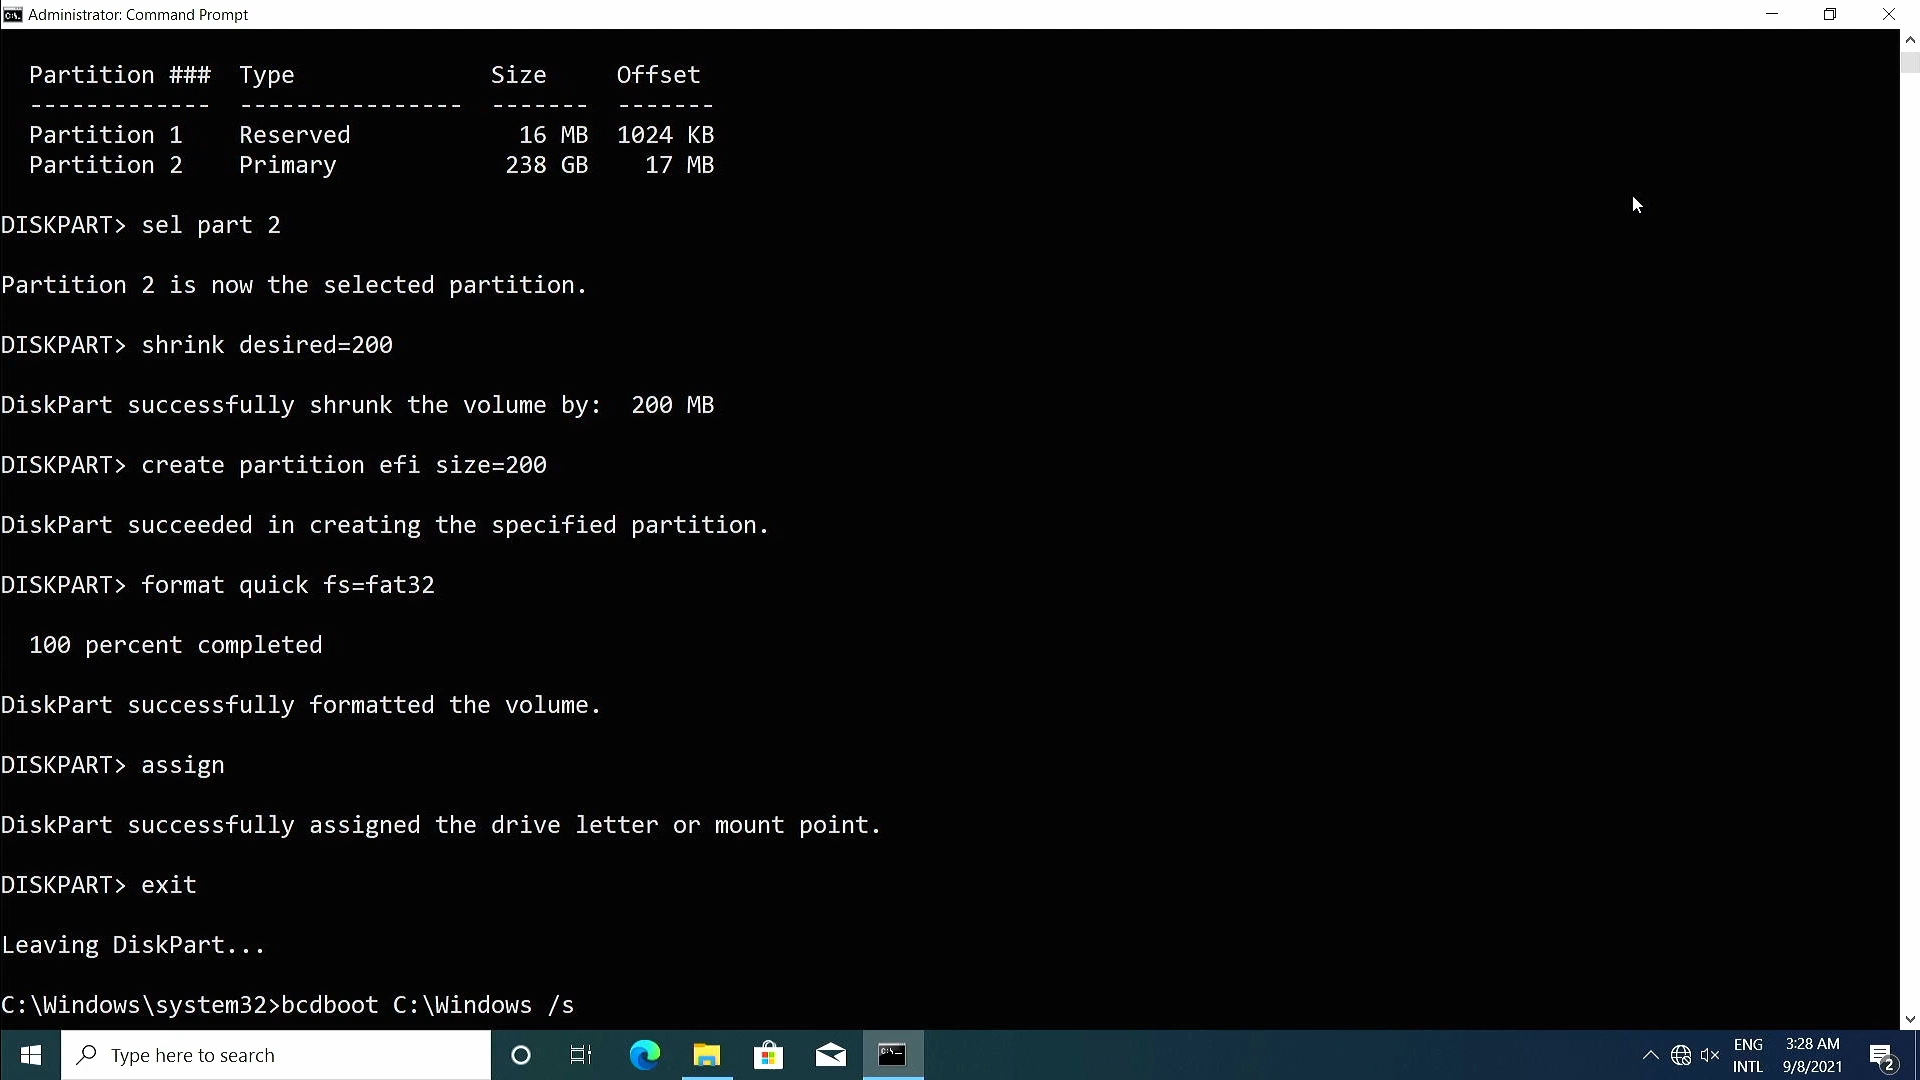 Administrator: Command Prompt
Partition ### Type Size Offset
------------- ---------------- ------- -------
Partition 1 Reserved 16 MB 1024 KB
Partition 2 Primary 238 GB 17 MB
DISKPART> sel part 2
Partition 2 is now the selected partition.
DISKPART> shrink desired=200
DiskPart successfully shrunk the volume by: 200 MB
DISKPART> create partition efi size=200
DiskPart succeeded in creating the specified partition.
DISKPART> format quick fs=fat32
100 percent completed
DiskPart successfully formatted the volume.
DISKPART> assign
DiskPart successfully assigned the drive letter or mount point.
DISKPART> exit
Leaving DiskPart...
C:\Windows\system32>bcdboot C:\Windows /s
Type here to search
ENG
INTL
3:28 AM
9/8/2021
2